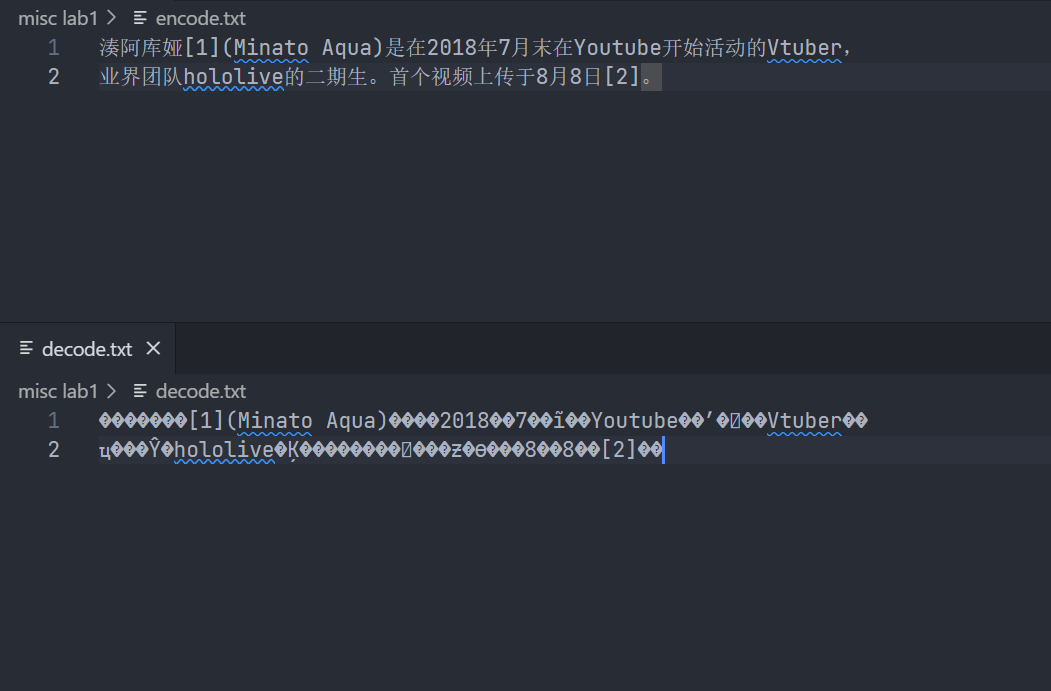 misc lab1 > encode.txt
1 湊阿库娅[1](Minato Aqua)是在2018年7月末在Youtube开始活动的Vtuber，
2 业界团队hololive的二期生。首个视频上传于8月8日[2]。
decode.txt
misc lab1 > decode.txt
1 ��������[1](Minato Aqua)����2018��7��ĩ��Youtube��ʼ�����Vtuber��
2 ҵ���Ŷ�hololive�Ķ��������׸���Ƶ�ϴ���8��8��[2]��